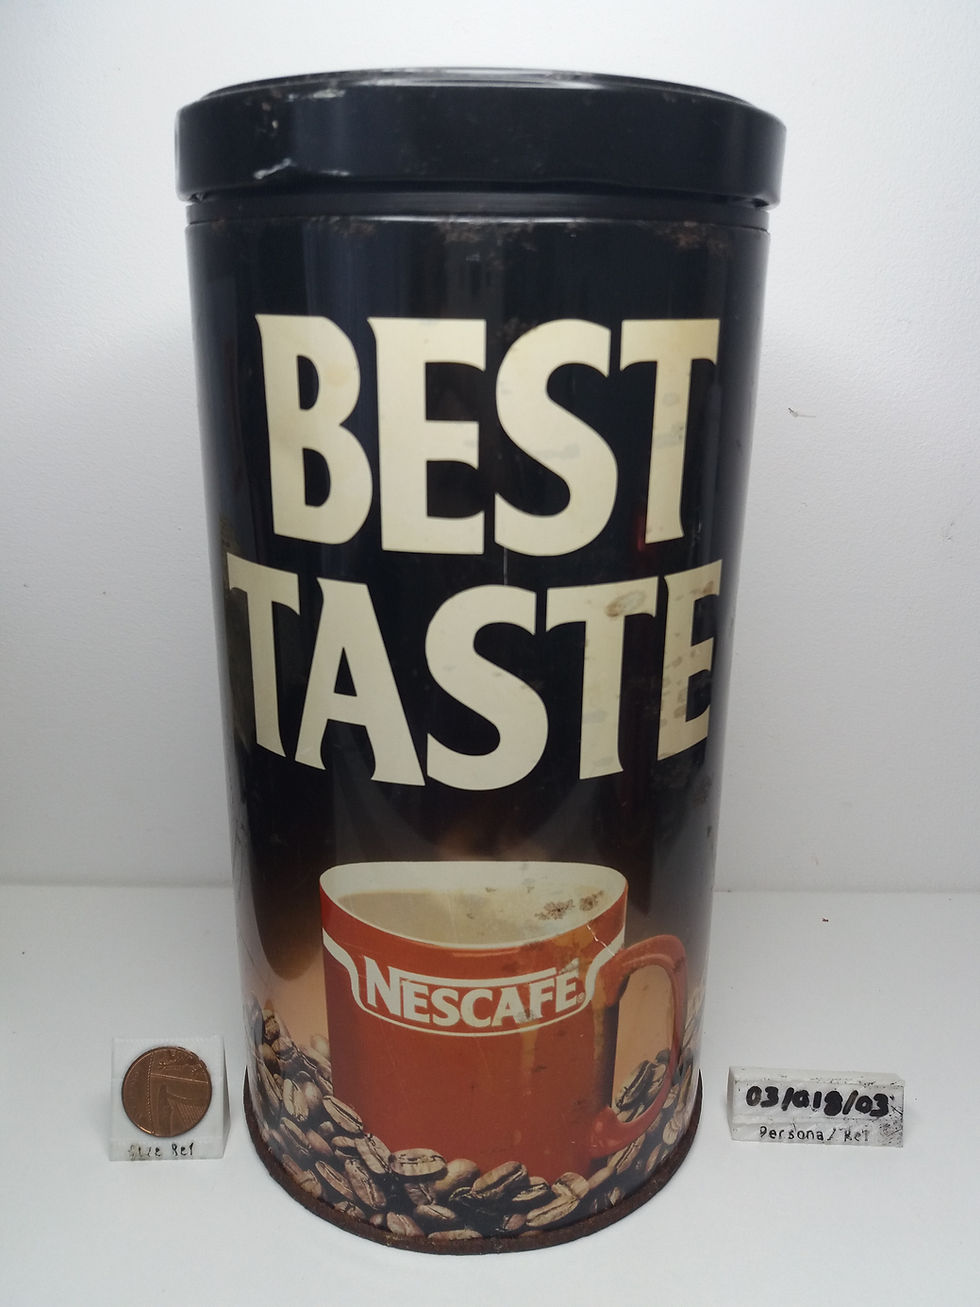 BEST
TASTE
NESCAFÉ
Size Ref
03/018/03
Personal Ref